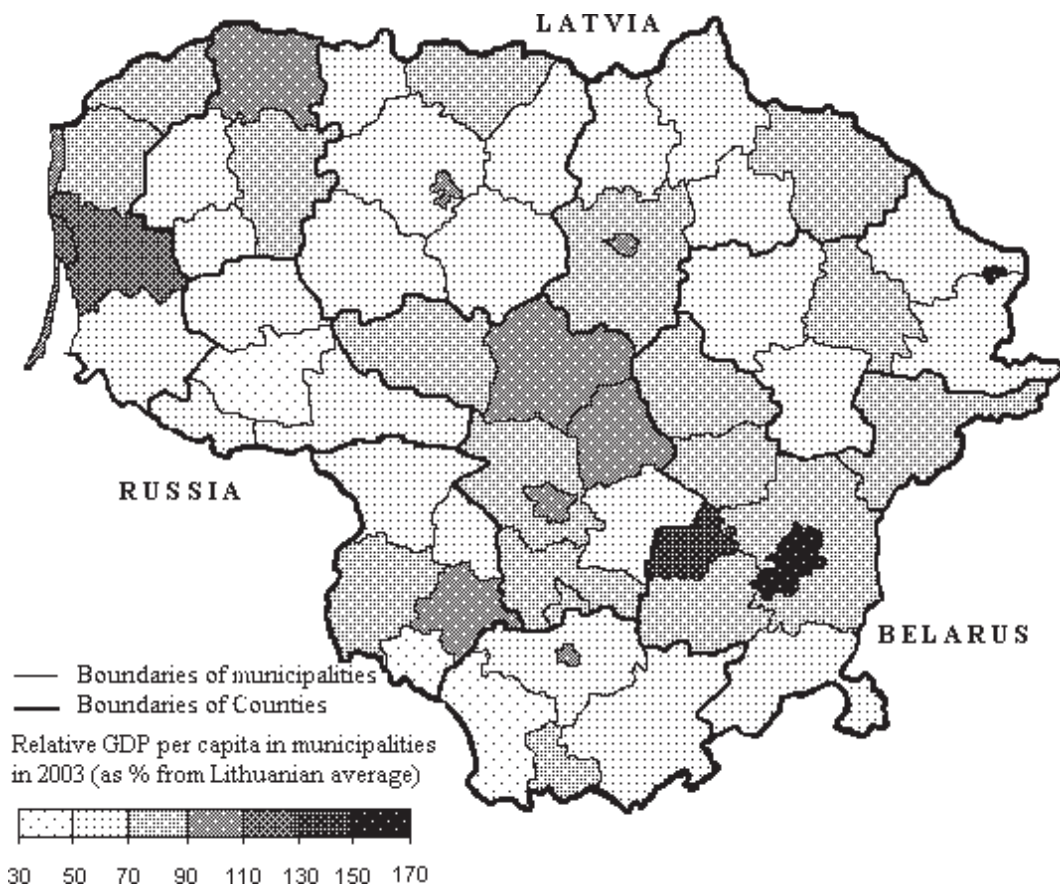 LATVIA
RUSSIA
BELARUS
Boundaries of municipalities
Boundaries of Counties
Relative GDP per capita in municipalities
in 2003 (as % from Lithuanian average)
30 50 70 90 110 130 150 170